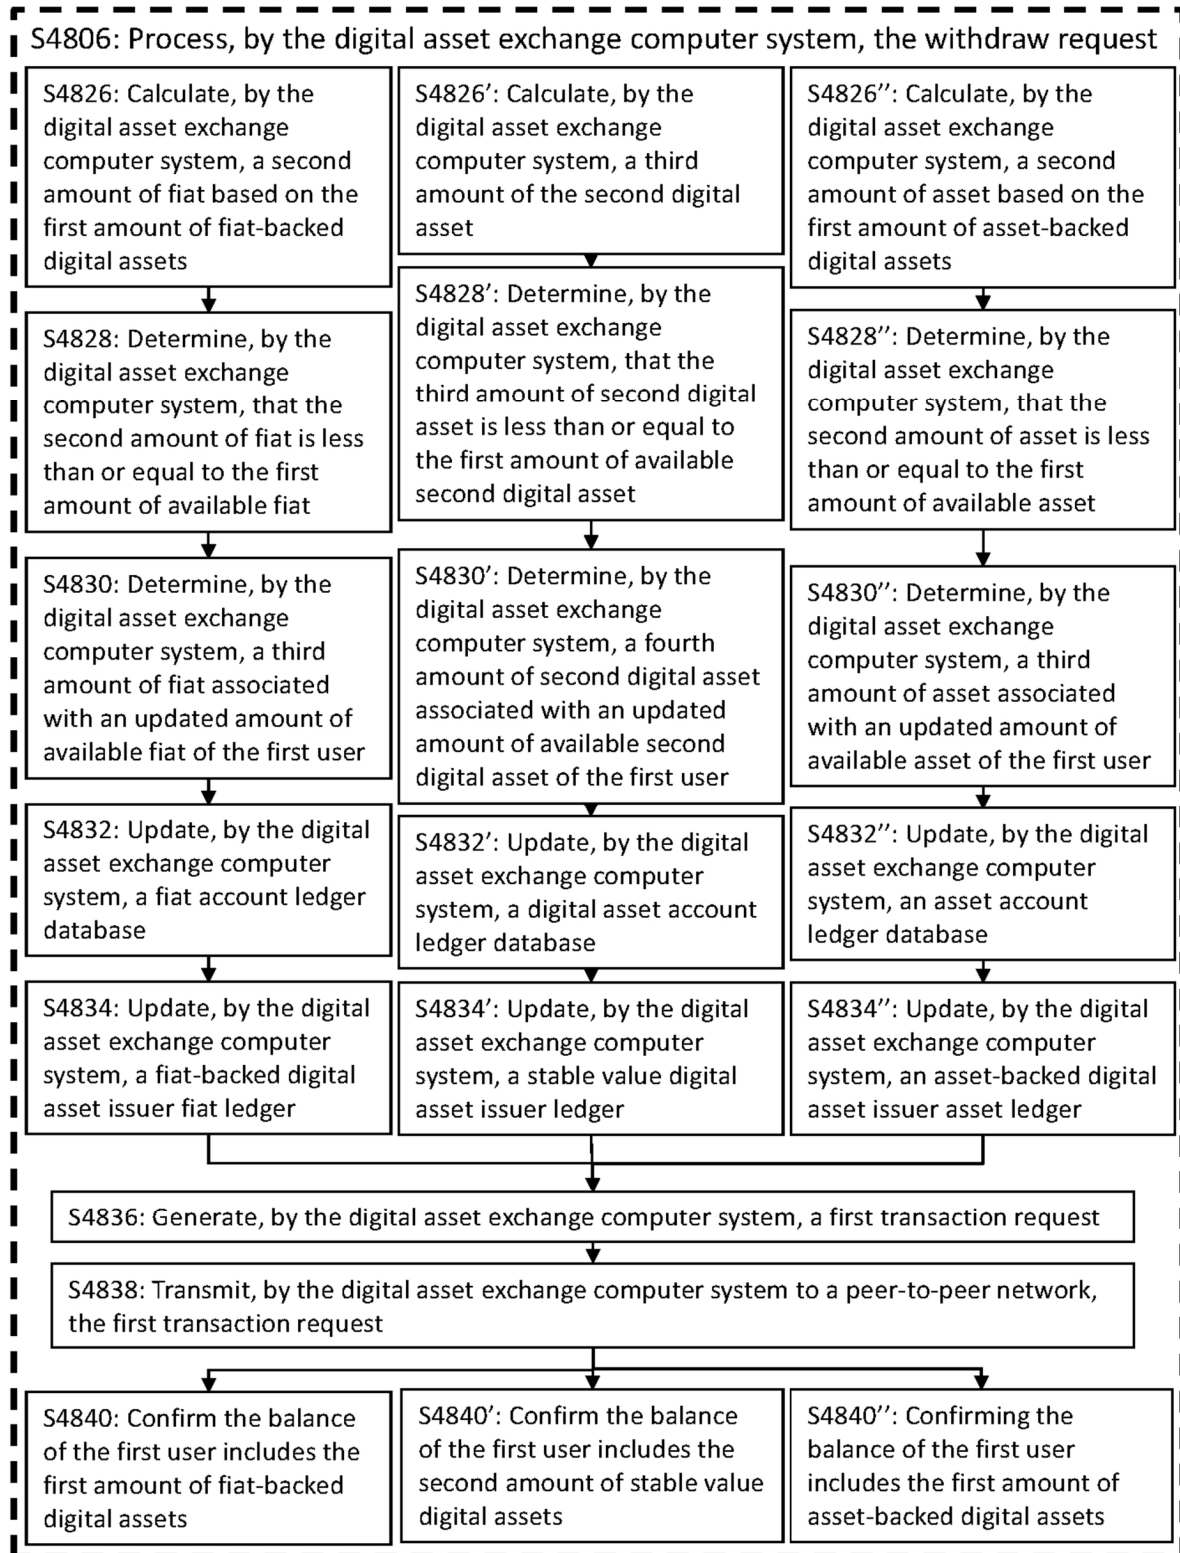 S4806: Process, by the digital asset exchange computer system, the withdraw request
S4826: Calculate, by the
digital asset exchange
computer system, a second
amount of fiat based on the
first amount of fiat-backed
digital assets
S4828: Determine, by the
digital asset exchange
computer system, that the
second amount of fiat is less
than or equal to the first
amount of available fiat
S4830: Determine, by the
digital asset exchange
computer system, a third
amount of fiat associated
with an updated amount of
available fiat of the first user
S4832: Update, by the digital
asset exchange computer
system, a fiat account ledger
database
S4834: Update, by the digital
asset exchange computer
system, a fiat-backed digital
asset issuer fiat ledger
S4826′: Calculate, by the
digital asset exchange
computer system, a third
amount of the second digital
asset
S4828′: Determine, by the
digital asset exchange
computer system, that the
third amount of second digital
asset is less than or equal to
the first amount of available
second digital asset
S4830′: Determine, by the
digital asset exchange
computer system, a fourth
amount of second digital asset
associated with an updated
amount of available second
digital asset of the first user
S4832′: Update, by the digital
asset exchange computer
system, a digital asset account
ledger database
S4834′: Update, by the digital
asset exchange computer
system, a stable value digital
asset issuer ledger
S4826′′: Calculate, by the
digital asset exchange
computer system, a second
amount of asset based on the
first amount of asset-backed
digital assets
S4828′′: Determine, by the
digital asset exchange
computer system, that the
second amount of asset is less
than or equal to the first
amount of available asset
S4830′′: Determine, by the
digital asset exchange
computer system, a third
amount of asset associated
with an updated amount of
available asset of the first user
S4832′′: Update, by the digital
asset exchange computer
system, an asset account
ledger database
S4834′′: Update, by the digital
asset exchange computer
system, an asset-backed digital
asset issuer asset ledger
S4836: Generate, by the digital asset exchange computer system, a first transaction request
S4838: Transmit, by the digital asset exchange computer system to a peer-to-peer network,
the first transaction request
S4840: Confirm the balance
of the first user includes the
first amount of fiat-backed
digital assets
S4840′: Confirm the balance
of the first user includes the
second amount of stable value
digital assets
S4840′′: Confirming the
balance of the first user
includes the first amount of
asset-backed digital assets